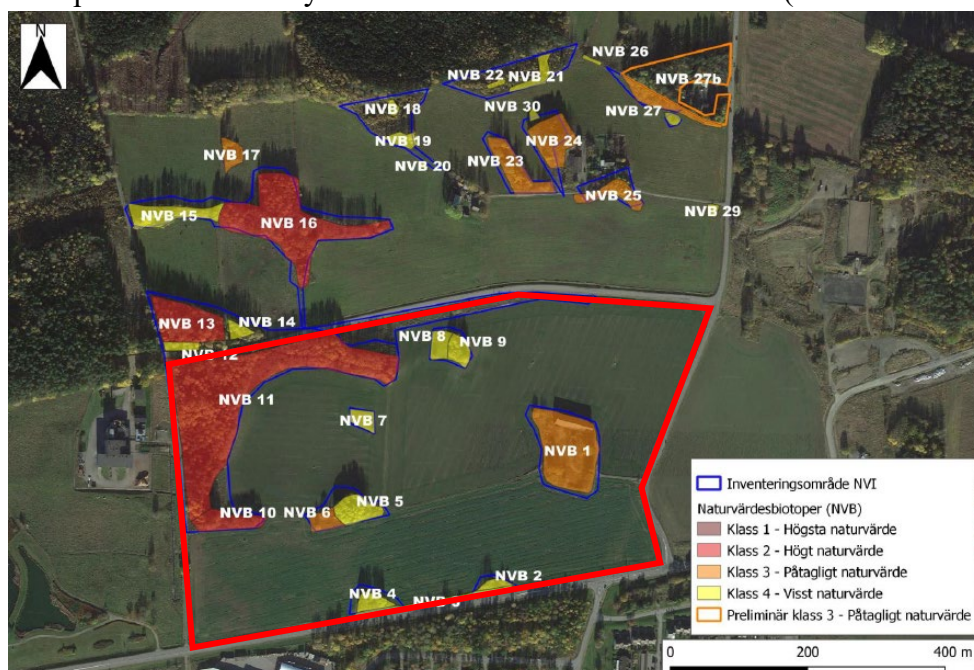 N
NVB 26
NVB 22
NVB 21
NVB 27b
NVB 18
NVB 30
NVB 27
NVB 19
NVB 24
NVB 17
NVB 20
NVB 23
NVB 25
NVB 15
NVB 16
NVB 29
NVB 13
NVB 14
NVB 12
NVB 8
NVB 9
NVB 11
NVB 7
NVB 1
NVB 5
NVB 6
NVB 10
NVB 2
NVB 4
Inventeringsområde NVI
Naturvärdesbiotoper (NVB)
Klass 1 - Högsta naturvärde
Klass 2 - Högt naturvärde
Klass 3 - Påtagligt naturvärde
Klass 4 - Visst naturvärde
Preliminär klass 3 - Påtagligt naturvärde
0 200 400 m